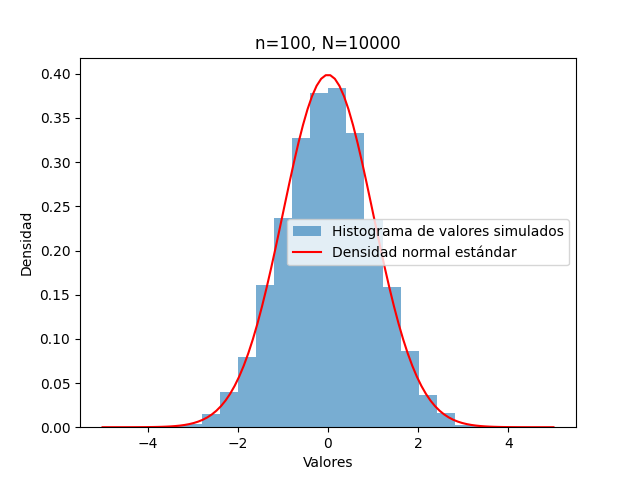 n=100, N=10000
0.40
0.35
0.30
0.25
0.20
0.15
0.10
0.05
0.00
Densidad
Histograma de valores simulados
Densidad normal estándar
−4
−2
0
2
4
Valores